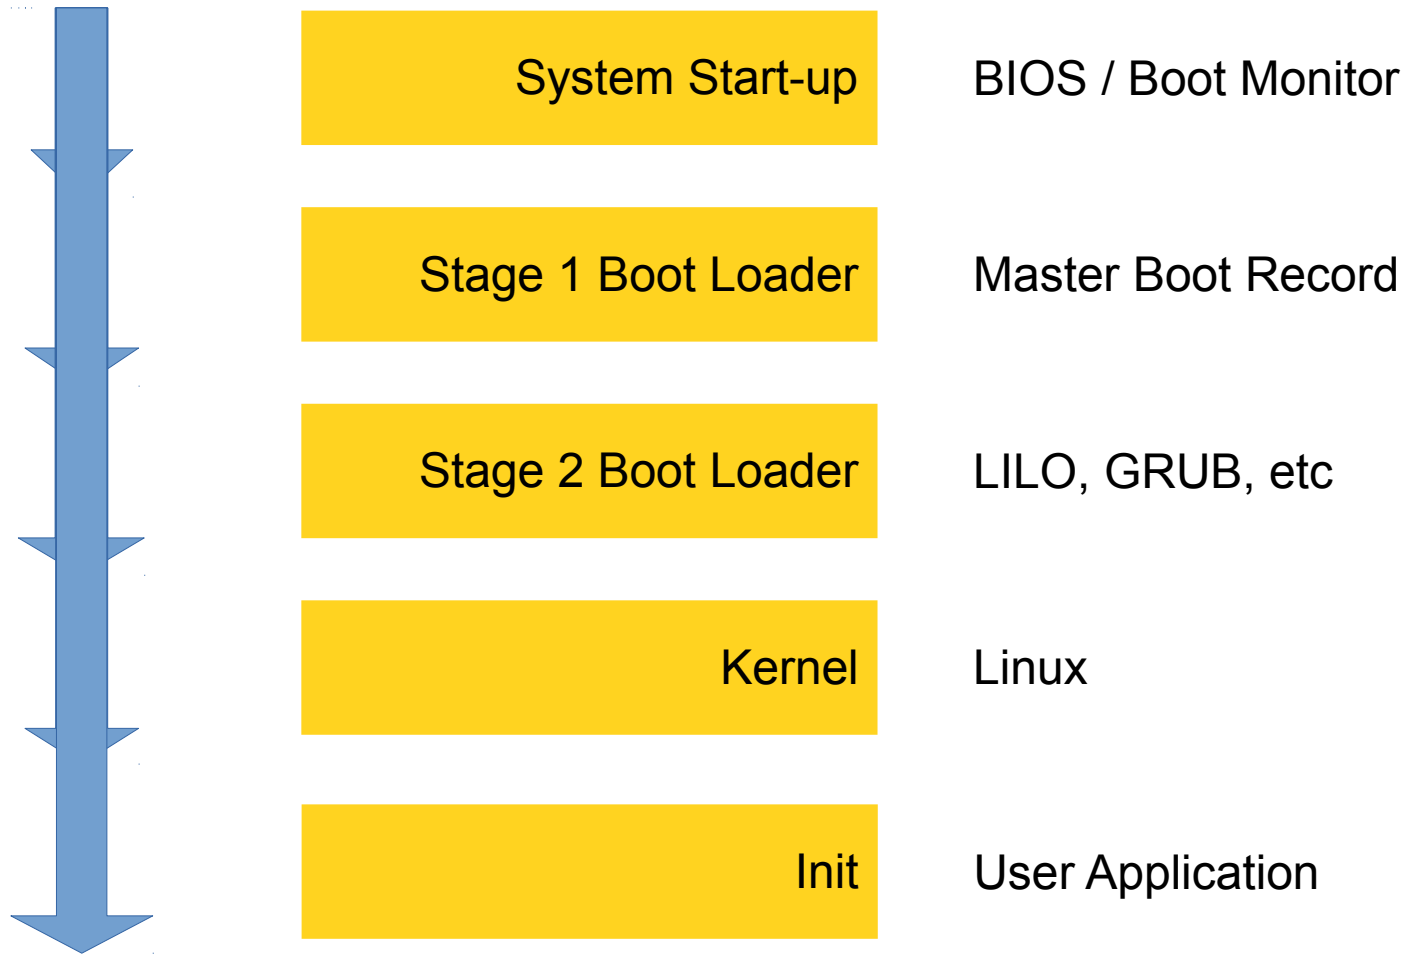 System Start-up BIOS / Boot Monitor
Stage 1 Boot Loader Master Boot Record
Stage 2 Boot Loader LILO, GRUB, etc
Kernel Linux
Init User Application